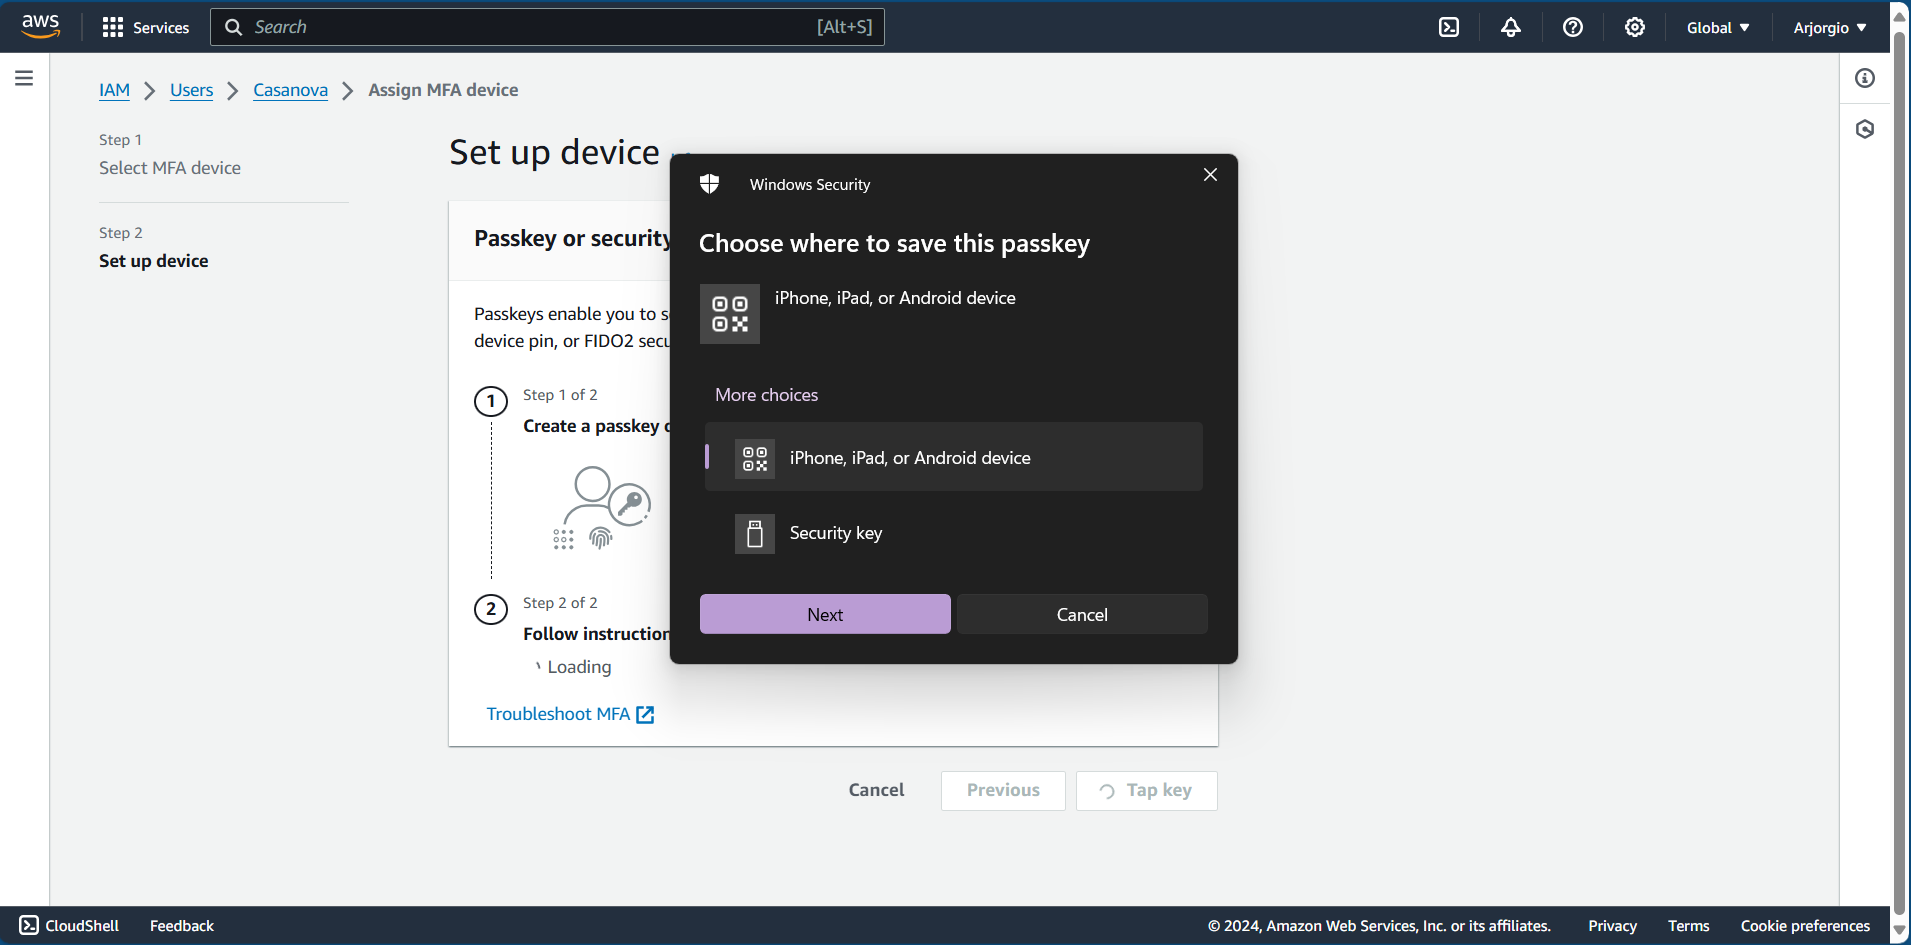 aws
Services
Search
[Alt+S]
Global
Arjorgio
IAM
Users
Casanova
Assign MFA device
Step 1
Select MFA device
Step 2
Set up device
Set up device
Passkey or security
Passkeys enable you to s
device pin, or FIDO2 secu
1
Step 1 of 2
Create a passkey
2
Step 2 of 2
Follow instruction
Loading
Troubleshoot MFA
Windows Security
Choose where to save this passkey
iPhone, iPad, or Android device
More choices
iPhone, iPad, or Android device
Security key
Next
Cancel
Cancel
Previous
Tap key
CloudShell
Feedback
© 2024, Amazon Web Services, Inc. or its affiliates.
Privacy
Terms
Cookie preferences